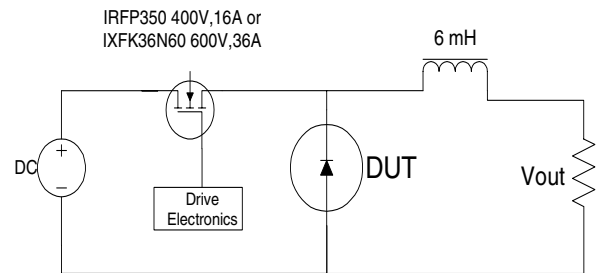 IRFP350 400V,16A or
IXFK36N60 600V,36A
6 mH
DC
+
−
DUT
Vout
Drive
Electronics